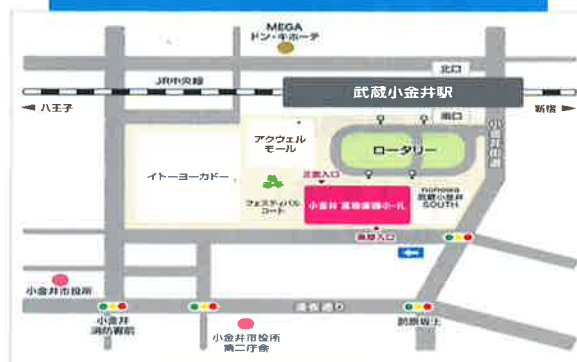 MEGA
ドン・キホーテ
北口
JR中央線
武蔵小金井駅
八王子
新宿
南口
小金井街道
アクウェル
モール
ロータリー
イトーヨーカドー
正面入口
フェスティバル
コート
小金井 宮地楽器ホール
nonowa
武蔵小金井
SOUTH
南側入口
小金井市役所
小金井
消防署前
連雀通り
前原坂上
小金井市役所
第二庁舎